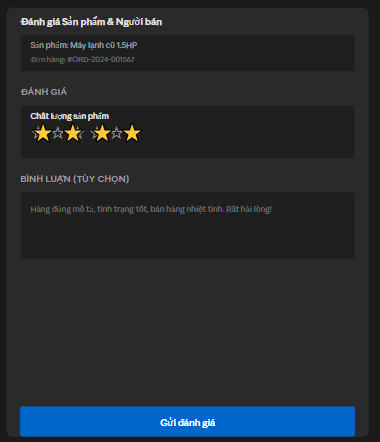 Đánh giá Sản phẩm & Người bán
Sản phẩm: Máy lạnh cũ 1.5HP
Đơn hàng: #ORD-2024-001567
ĐÁNH GIÁ
Chất lượng sản phẩm
BÌNH LUẬN (TÙY CHỌN)
Hàng đúng mô tả, tình trạng tốt, bán hàng nhiệt tình. Rất hài lòng!
Gửi đánh giá